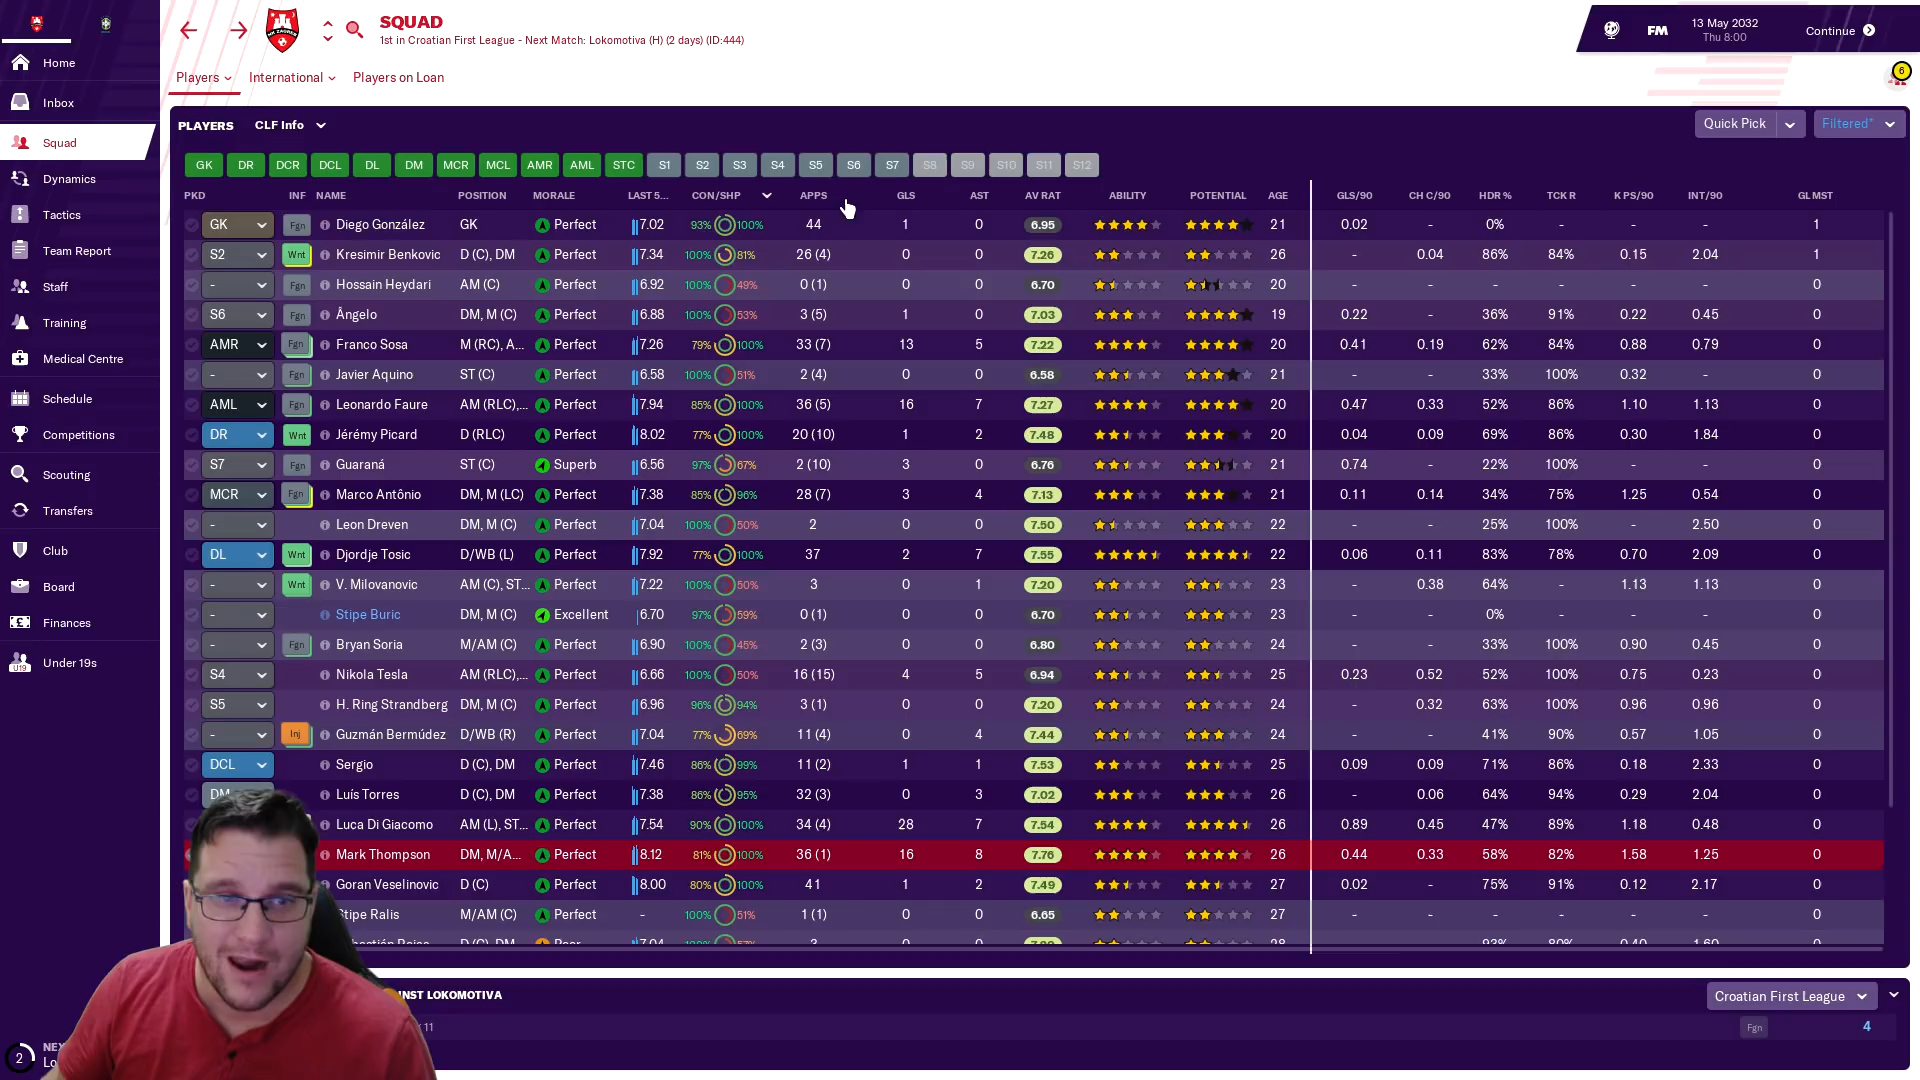 SQUAD
1st in Croatian First League - Next Match: Lokomotiva (H) (2 days) (ID:444)
FM
13 May 2032
Thu 8:00
Continue
Home
Inbox
Squad
Dynamics
Tactics
Team Report
Staff
Training
Medical Centre
Schedule
Competitions
Scouting
Transfers
Club
Board
Finances
Under 19s
Players International Players on Loan
6
PLAYERS CLF Info Quick Pick Filtered*
GK DR DCR DCL DL DM MCR MCL AMR AML STC S1 S2 S3 S4 S5 S6 S7 S8 S9 S10 S11 S12
PKD INF NAME POSITION MORALE LAST 5... CON/SHP APPS GLS AST AV RAT ABILITY POTENTIAL AGE GLS/90 CH C/90 HDR % TCK R K PS/90 INT/90 GL MST
GK Fgn Diego González GK Perfect 7.02 93% 100% 44 1 0 6.95 21 0.02 - 0% - - - 1
S2 Wnt Kresimir Benkovic D (C), DM Perfect 7.34 100% 81% 26 (4) 0 0 7.26 26 - 0.04 86% 84% 0.15 2.04 1
- Fgn Hossain Heydari AM (C) Perfect 6.92 100% 49% 0 (1) 0 0 6.70 20 - - - - - - 0
S6 Fgn Ângelo DM, M (C) Perfect 6.88 100% 53% 3 (5) 1 0 7.03 19 0.22 - 36% 91% 0.22 0.45 0
AMR Fgn Franco Sosa M (RC), A... Perfect 7.26 79% 100% 33 (7) 13 5 7.22 20 0.41 0.19 62% 84% 0.88 0.79 0
- Fgn Javier Aquino ST (C) Perfect 6.58 100% 51% 2 (4) 0 0 6.58 21 - - 33% 100% 0.32 - 0
AML Fgn Leonardo Faure AM (RLC),... Perfect 7.94 85% 100% 36 (5) 16 7 7.27 20 0.47 0.33 52% 86% 1.10 1.13 0
DR Wnt Jérémy Picard D (RLC) Perfect 8.02 77% 100% 20 (10) 1 2 7.48 20 0.04 0.09 69% 86% 0.30 1.84 0
S7 Fgn Guaraná ST (C) Superb 6.56 97% 67% 2 (10) 3 0 6.76 21 0.74 - 22% 100% - - 0
MCR Fgn Marco Antônio DM, M (LC) Perfect 7.38 85% 96% 28 (7) 3 4 7.13 21 0.11 0.14 34% 75% 1.25 0.54 0
- Leon Dreven DM, M (C) Perfect 7.04 100% 50% 2 0 0 7.50 22 - - 25% 100% - 2.50 0
DL Wnt Djordje Tosic D/WB (L) Perfect 7.92 77% 100% 37 2 7 7.55 22 0.06 0.11 83% 78% 0.70 2.09 0
- Wnt V. Milovanovic AM (C), ST... Perfect 7.22 100% 50% 3 0 1 7.20 23 - 0.38 64% - 1.13 1.13 0
- Stipe Buric DM, M (C) Excellent 6.70 97% 59% 0 (1) 0 0 6.70 23 - - 0% - - - 0
- Fgn Bryan Soria M/AM (C) Perfect 6.90 100% 45% 2 (3) 0 0 6.80 24 - - 33% 100% 0.90 0.45 0
S4 Nikola Tesla AM (RLC),... Perfect 6.66 100% 50% 16 (15) 4 5 6.94 25 0.23 0.52 52% 100% 0.75 0.23 0
S5 H. Ring Strandberg DM, M (C) Perfect 6.96 96% 94% 3 (1) 0 0 7.20 24 - 0.32 63% 100% 0.96 0.96 0
- Inj Guzmán Bermúdez D/WB (R) Perfect 7.04 77% 69% 11 (4) 0 4 7.44 24 - - 41% 90% 0.57 1.05 0
DCL Sergio D (C), DM Perfect 7.46 86% 99% 11 (2) 1 1 7.53 25 0.09 0.09 71% 86% 0.18 2.33 0
DM Luís Torres D (C), DM Perfect 7.38 86% 95% 32 (3) 0 3 7.02 26 - 0.06 64% 94% 0.29 2.04 0
Luca Di Giacomo AM (L), ST... Perfect 7.54 90% 100% 34 (4) 28 7 7.54 26 0.89 0.45 47% 89% 1.18 0.48 0
Mark Thompson DM, M/A... Perfect 8.12 81% 100% 36 (1) 16 8 7.76 26 0.44 0.33 58% 82% 1.58 1.25 0
Goran Veselinovic D (C) Perfect 8.00 80% 100% 41 1 2 7.49 27 0.02 - 75% 91% 0.12 2.17 0
Stipe Ralis M/AM (C) Perfect - 100% 51% 1 (1) 0 0 6.65 27 - - - - - - 0
INST LOKOMOTIVA Croatian First League
11 Fgn 4
2